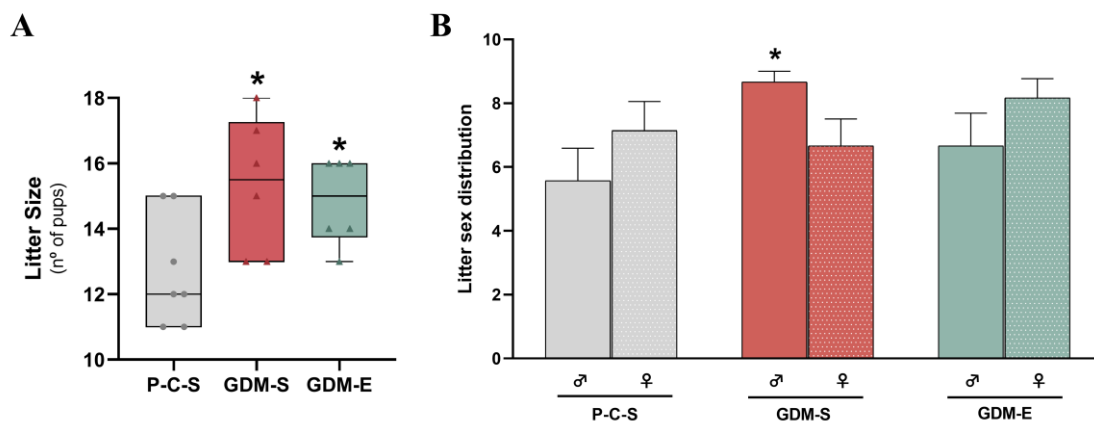 A
Litter Size
(nº of pups)
*
*
18
16
14
12
10
P-C-S GDM-S GDM-E
B
Litter sex distribution
*
10
8
6
4
2
0
♂ ♀ ♂ ♀ ♂ ♀
P-C-S GDM-S GDM-E